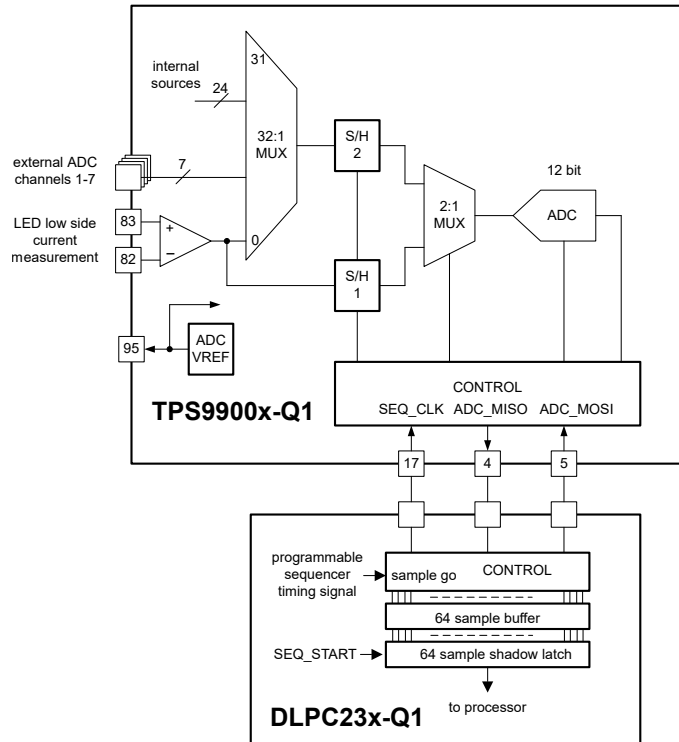 31
internal
sources
24
32:1
MUX
S/H
2
external ADC
channels 1-7
7
12 bit
2:1
MUX
ADC
LED low side
current
measurement
83
+
82
−
0
S/H
1
95
ADC
VREF
CONTROL
SEQ_CLK ADC_MISO ADC_MOSI
TPS9900x-Q1
17
4
5
programmable
sequencer
timing signal
sample go
CONTROL
64 sample buffer
SEQ_START
64 sample shadow latch
to processor
DLPC23x-Q1